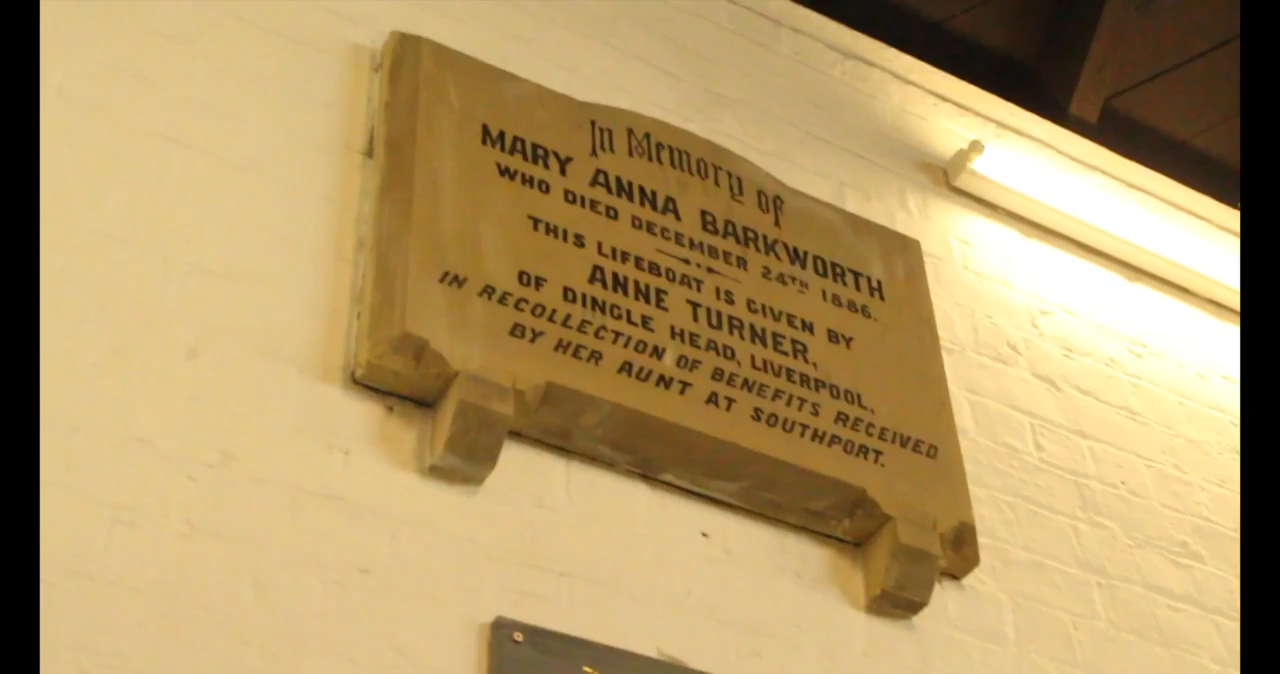 In Memory of
MARY ANNA BARKWORTH
WHO DIED DECEMBER 24TH 1886.
THIS LIFEBOAT IS GIVEN BY
ANNE TURNER,
OF DINGLE HEAD, LIVERPOOL,
IN RECOLLECTION OF BENEFITS RECEIVED
BY HER AUNT AT SOUTHPORT.